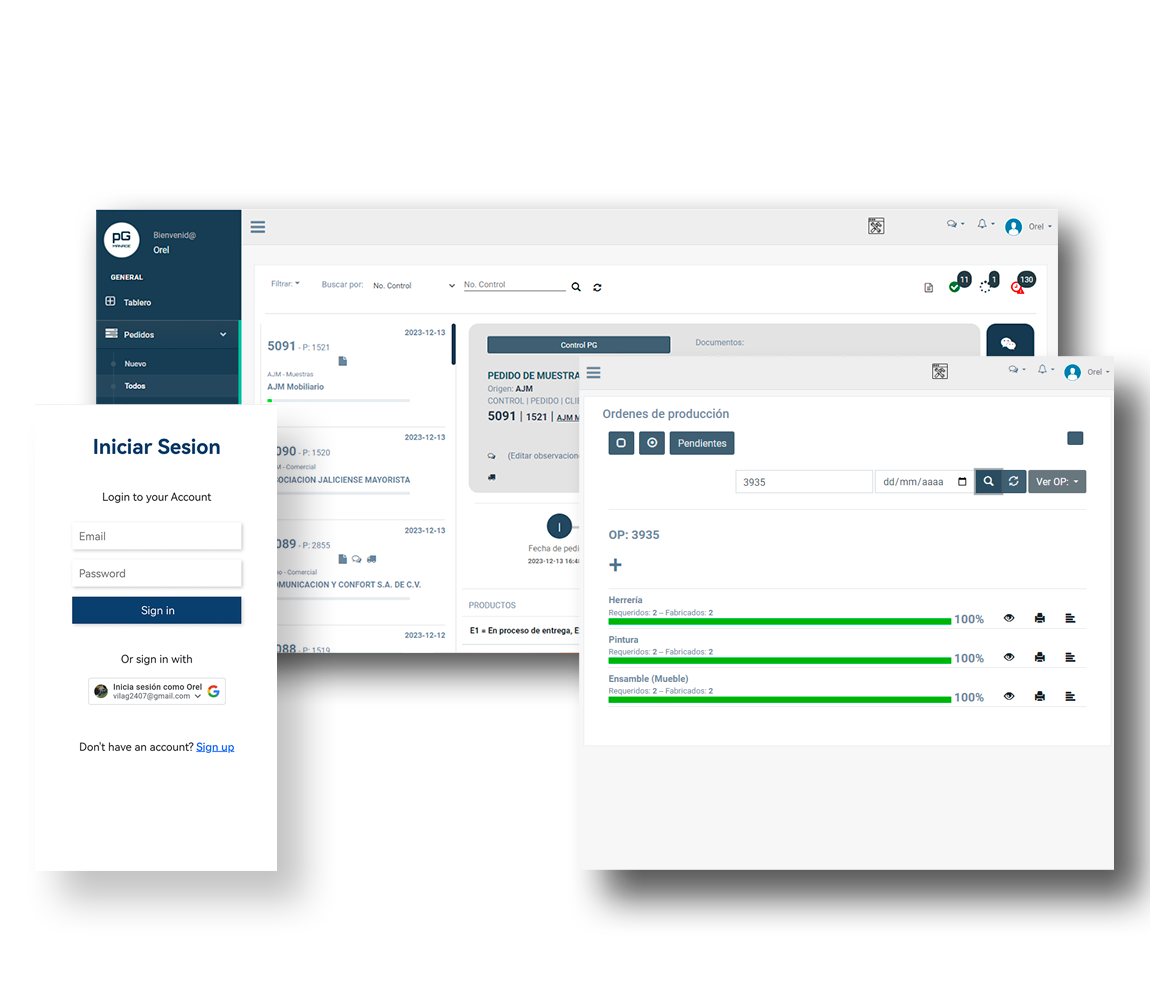 pG
MANAGE
Bienvenid@
Orel
GENERAL
Tablero
Pedidos
Nuevo
Todos
Orel
Filtrar:
Buscar por:
No. Control
No. Control
11
1
130
2023-12-13
5091 - P: 1521
AJM - Muestras
AJM Mobiliario
2023-12-13
090 - P: 1520
- Comercial
OCIACION JALICIENSE MAYORISTA
2023-12-13
089 - P: 2855
o - Comercial
MUNICACION Y CONFORT S.A. DE C.V.
2023-12-12
088 - P: 1519
Control PG
Documentos:
PEDIDO DE MUESTRA
Origen: AJM
CONTROL | PEDIDO | CLI
5091 | 1521 | AJM M
(Editar observacion
Fecha de pedi
2023-12-13 16:4
PRODUCTOS
E1 = En proceso de entrega, E
Iniciar Sesion
Login to your Account
Email
Password
Sign in
Or sign in with
Inicia sesión como Orel
vilag2407@gmail.com
Don't have an account? Sign up
Orel
Ordenes de producción
Pendientes
3935
dd/mm/aaaa
Ver OP:
OP: 3935
Herrería
Requeridos: 2 – Fabricados: 2
100%
Pintura
Requeridos: 2 – Fabricados: 2
100%
Ensamble (Mueble)
Requeridos: 2 – Fabricados: 2
100%